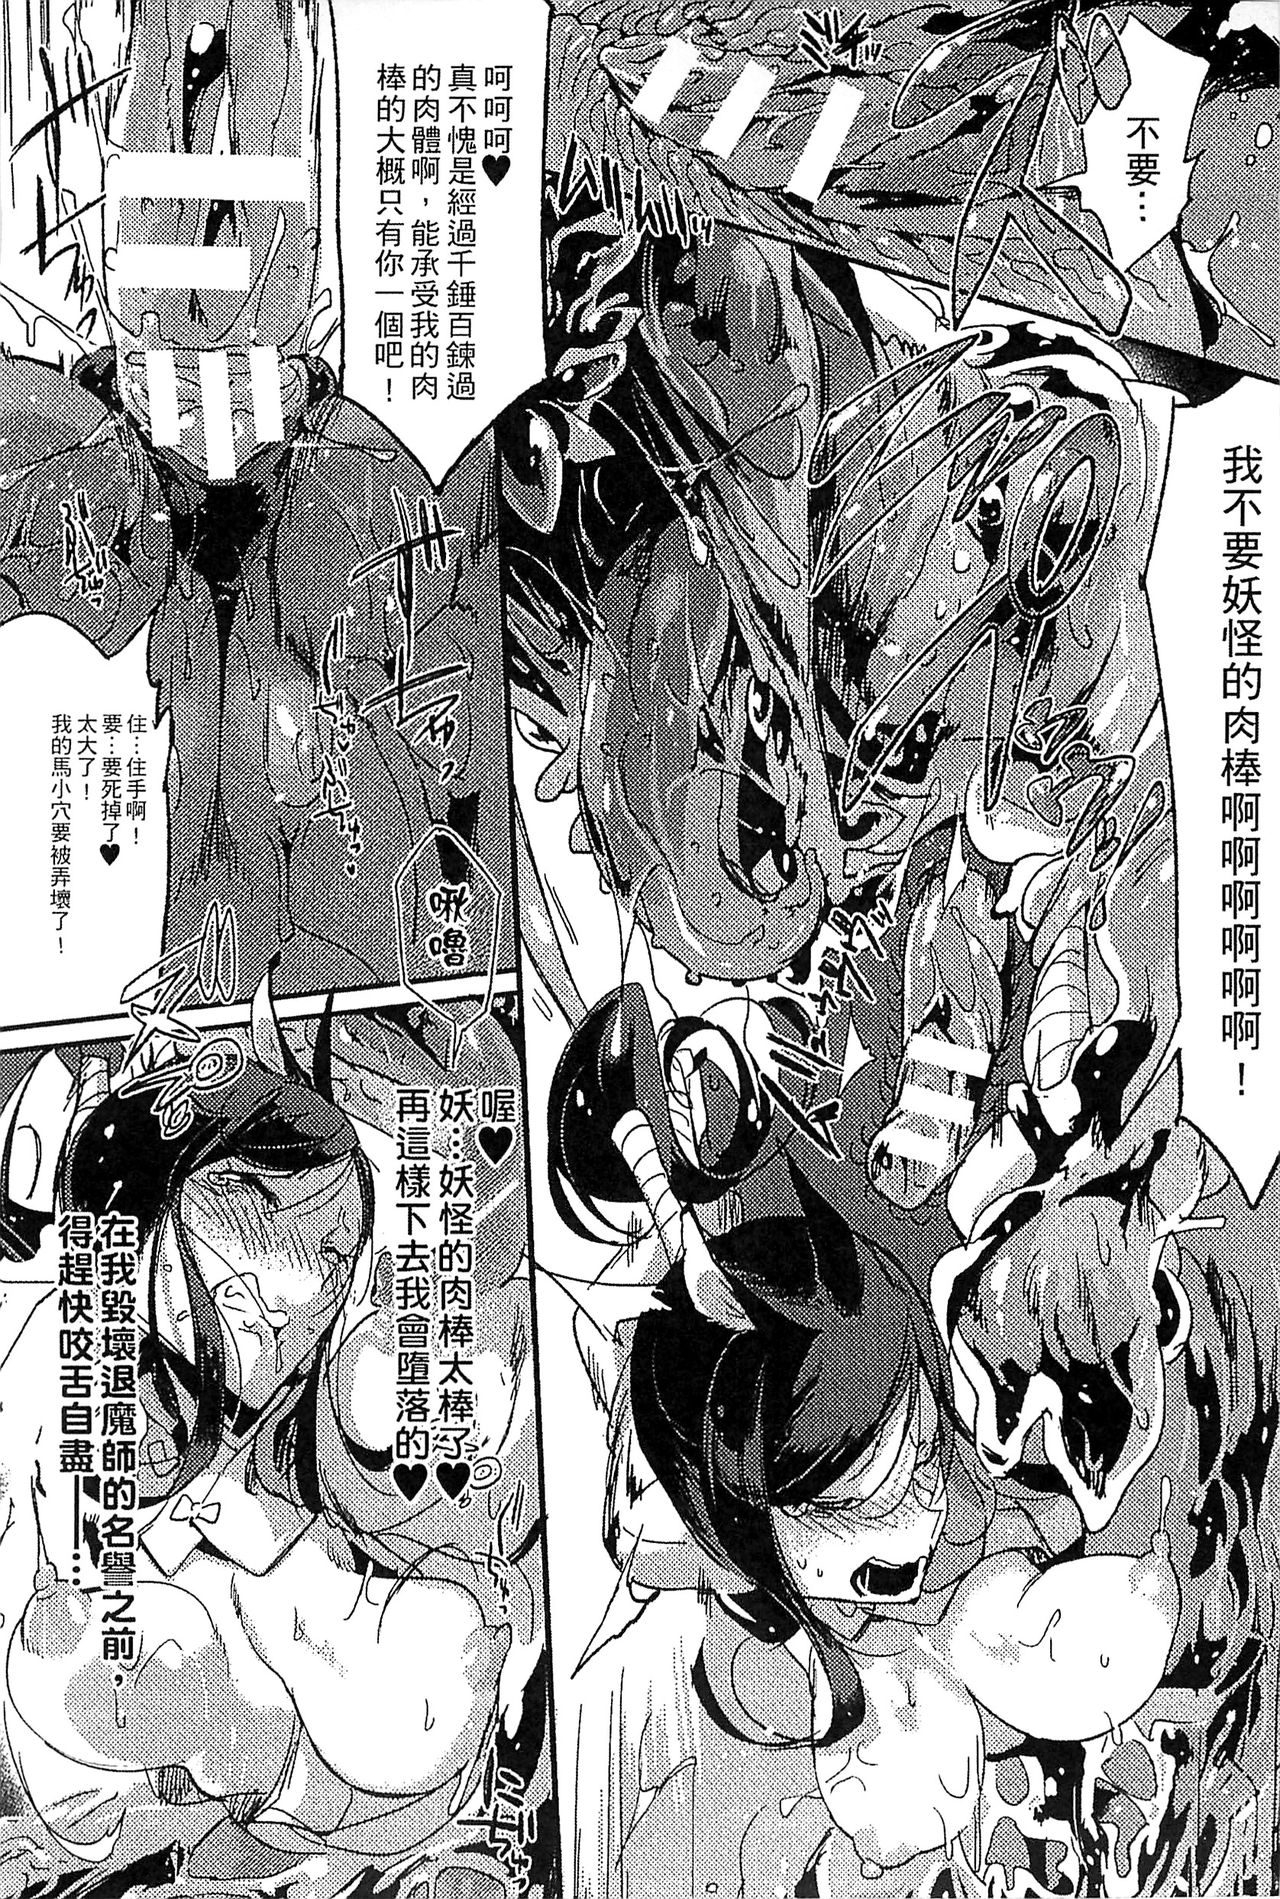 不要…
我不要妖怪的肉棒啊啊啊啊啊啊！
呵呵呵♥
真不愧是經過千錘百鍊過
的肉體啊，能承受我的肉
棒的大概只有你一個吧！
住…住手啊！
要…要死掉了♥
太大了！
我的馬小穴要被弄壞了！
啾嚕
喔♥
妖…妖怪的肉棒太棒了♥
再這樣下去我會墮落的♥
在我毀壞退魔師的名譽之前，
得趕快咬舌自盡——…